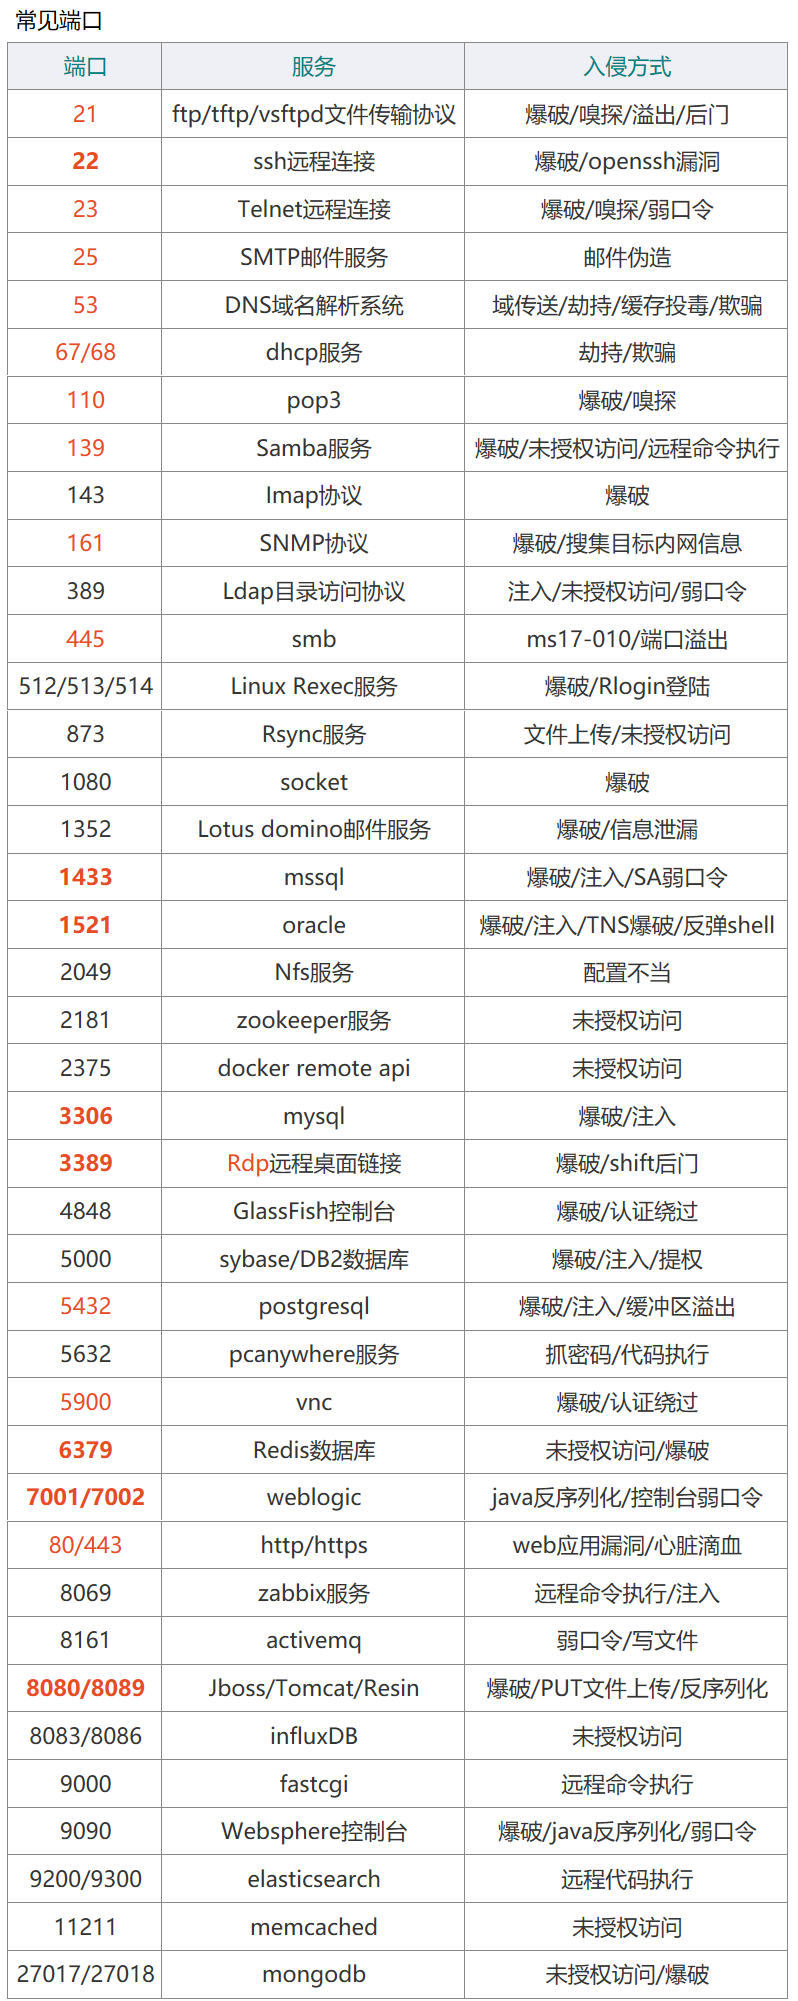 常见端口
端口 服务 入侵方式
21 ftp/tftp/vsftpd文件传输协议 爆破/嗅探/溢出/后门
22 ssh远程连接 爆破/openssh漏洞
23 Telnet远程连接 爆破/嗅探/弱口令
25 SMTP邮件服务 邮件伪造
53 DNS域名解析系统 域传送/劫持/缓存投毒/欺骗
67/68 dhcp服务 劫持/欺骗
110 pop3 爆破/嗅探
139 Samba服务 爆破/未授权访问/远程命令执行
143 Imap协议 爆破
161 SNMP协议 爆破/搜集目标内网信息
389 Ldap目录访问协议 注入/未授权访问/弱口令
445 smb ms17-010/端口溢出
512/513/514 Linux Rexec服务 爆破/Rlogin登陆
873 Rsync服务 文件上传/未授权访问
1080 socket 爆破
1352 Lotus domino邮件服务 爆破/信息泄漏
1433 mssql 爆破/注入/SA弱口令
1521 oracle 爆破/注入/TNS爆破/反弹shell
2049 Nfs服务 配置不当
2181 zookeeper服务 未授权访问
2375 docker remote api 未授权访问
3306 mysql 爆破/注入
3389 Rdp远程桌面链接 爆破/shift后门
4848 GlassFish控制台 爆破/认证绕过
5000 sybase/DB2数据库 爆破/注入/提权
5432 postgresql 爆破/注入/缓冲区溢出
5632 pcanywhere服务 抓密码/代码执行
5900 vnc 爆破/认证绕过
6379 Redis数据库 未授权访问/爆破
7001/7002 weblogic java反序列化/控制台弱口令
80/443 http/https web应用漏洞/心脏滴血
8069 zabbix服务 远程命令执行/注入
8161 activemq 弱口令/写文件
8080/8089 Jboss/Tomcat/Resin 爆破/PUT文件上传/反序列化
8083/8086 influxDB 未授权访问
9000 fastcgi 远程命令执行
9090 Websphere控制台 爆破/java反序列化/弱口令
9200/9300 elasticsearch 远程代码执行
11211 memcached 未授权访问
27017/27018 mongodb 未授权访问/爆破